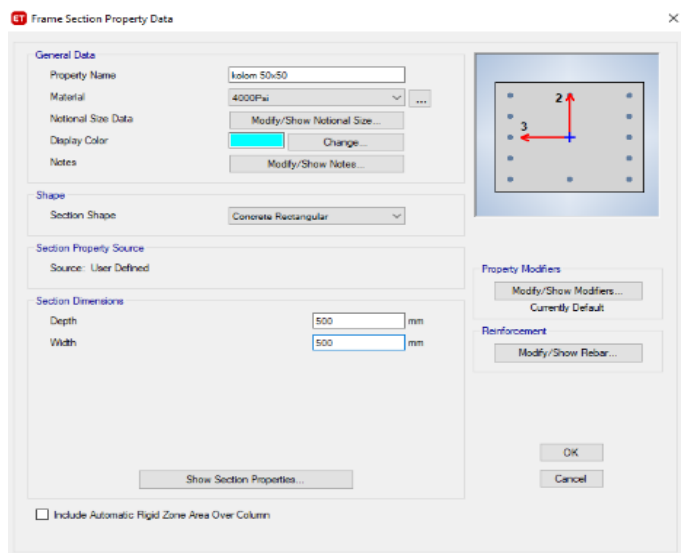 ET Frame Section Property Data
General Data
Property Name kolom 50x50
Material 4000Psi ...
Notional Size Data Modify/Show Notional Size...
Display Color Change...
Notes Modify/Show Notes...
Shape
Section Shape Concrete Rectangular
Section Property Source
Source: User Defined
Section Dimensions
Depth 500 mm
Width 500 mm
Show Section Properties...
Include Automatic Rigid Zone Area Over Column
2
3
Property Modifiers
Modify/Show Modifiers...
Currently Default
Reinforcement
Modify/Show Rebar...
OK
Cancel